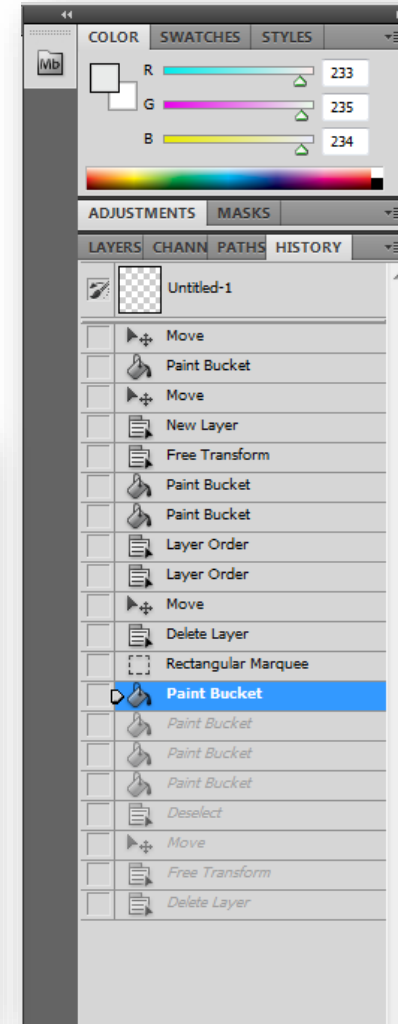 Mb
COLOR SWATCHES STYLES
R 233
G 235
B 234
ADJUSTMENTS MASKS
LAYERS CHANN PATHS HISTORY
Untitled-1
Move
Paint Bucket
Move
New Layer
Free Transform
Paint Bucket
Paint Bucket
Layer Order
Layer Order
Move
Delete Layer
Rectangular Marquee
Paint Bucket
Paint Bucket
Paint Bucket
Paint Bucket
Deselect
Move
Free Transform
Delete Layer